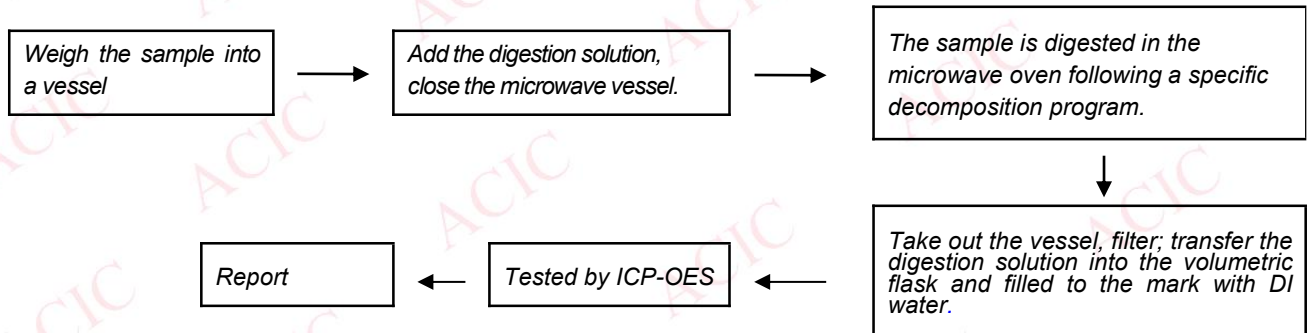 Weigh the sample into
a vessel
Add the digestion solution,
close the microwave vessel.
The sample is digested in the
microwave oven following a specific
decomposition program.
Take out the vessel, filter; transfer the
digestion solution into the volumetric
flask and filled to the mark with DI
water.
Tested by ICP-OES
Report
ACIC
ACIC
ACIC
ACIC
ACIC
ACIC
ACIC
ACIC
ACIC